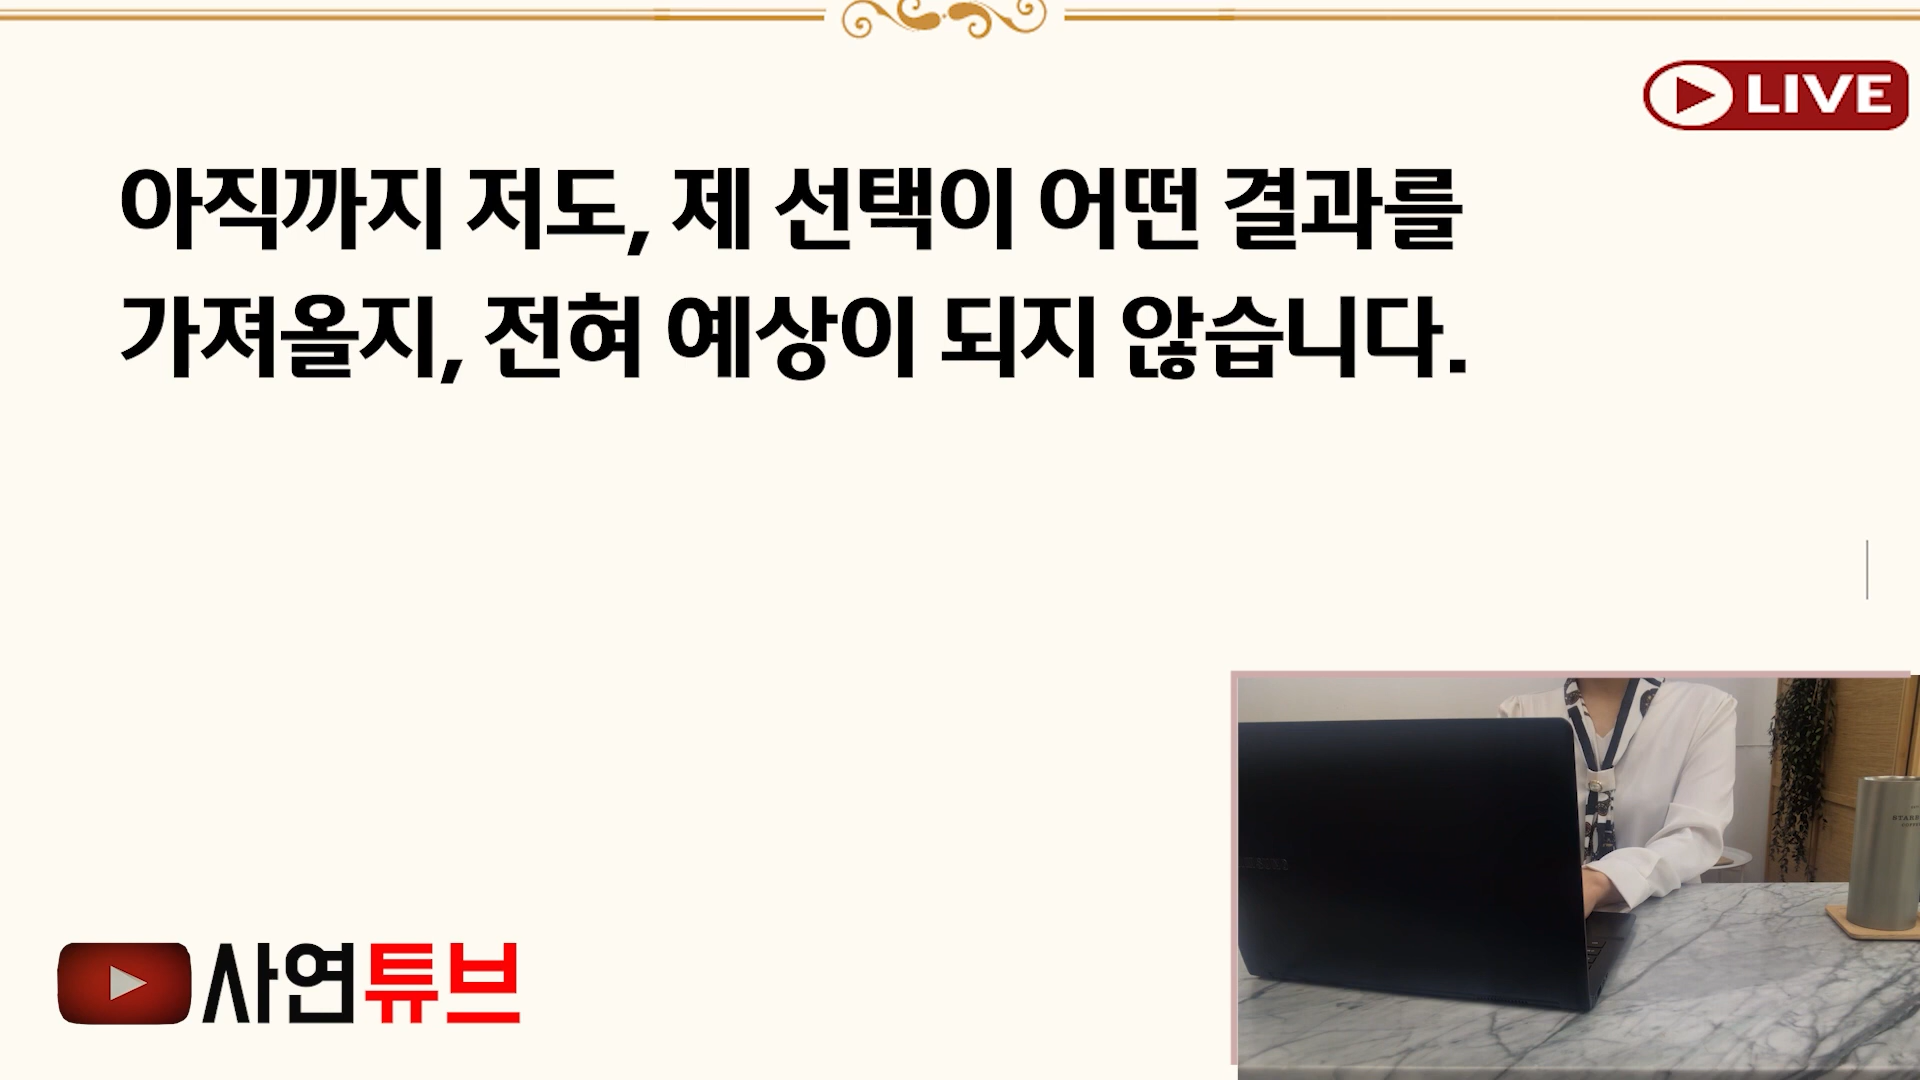 LIVE
아직까지 저도, 제 선택이 어떤 결과를
가져올지, 전혀 예상이 되지 않습니다.
사연튜브